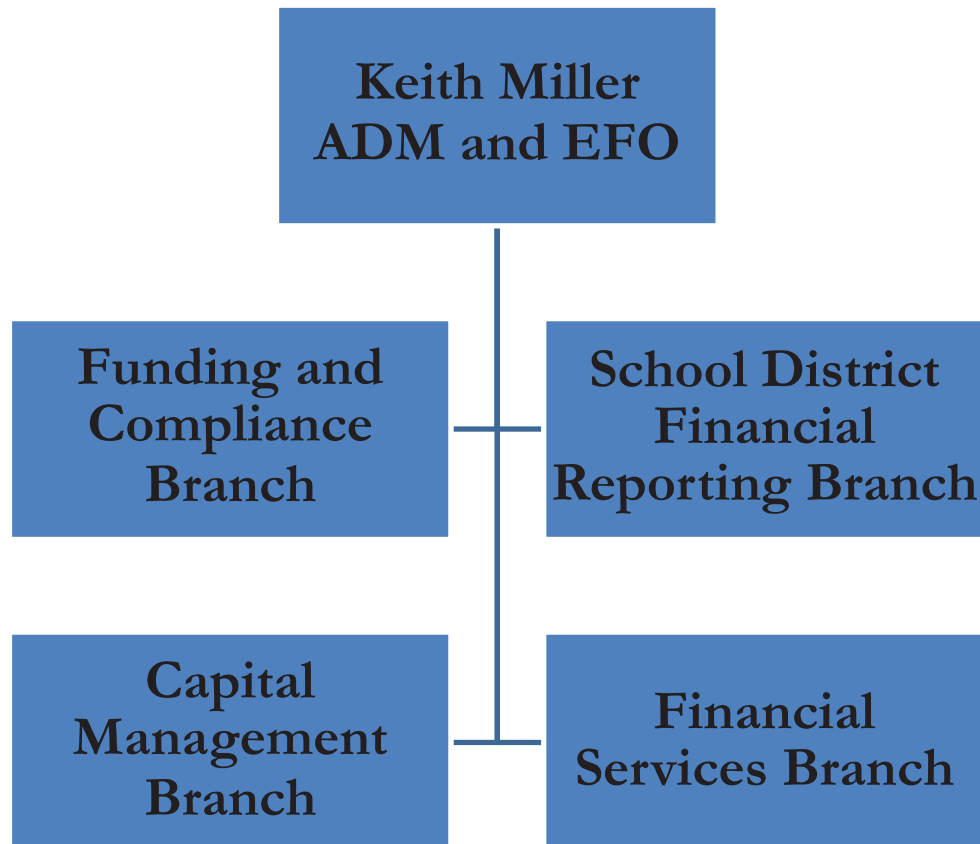 Keith Miller
ADM and EFO
Funding and
Compliance
Branch
School District
Financial
Reporting Branch
Capital
Management
Branch
Financial
Services Branch